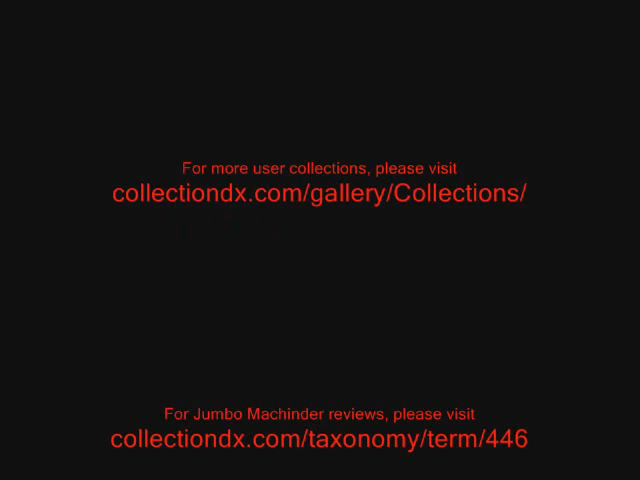 For more user collections, please visit
collectiondx.com/gallery/Collections/
For Jumbo Machinder reviews, please visit
collectiondx.com/taxonomy/term/446